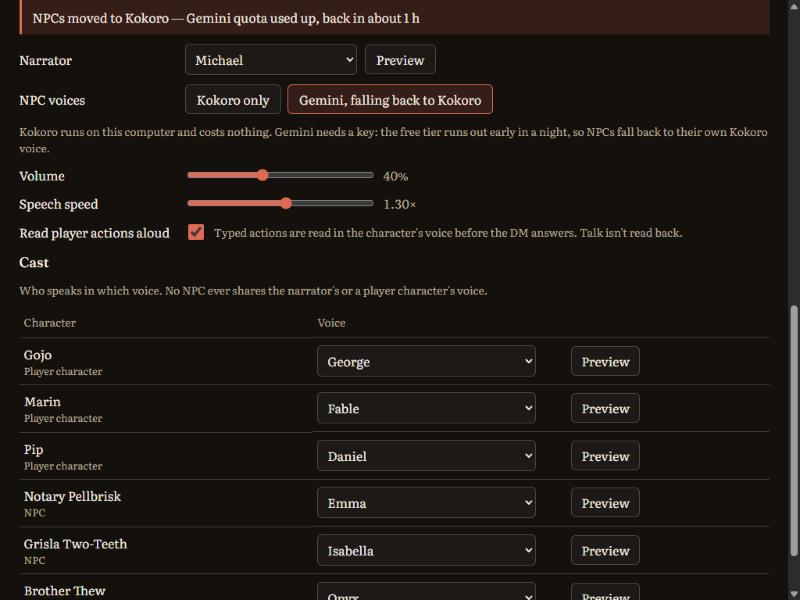 NPCs moved to Kokoro — Gemini quota used up, back in about 1 h
Narrator
Michael
Preview
NPC voices
Kokoro only
Gemini, falling back to Kokoro
Kokoro runs on this computer and costs nothing. Gemini needs a key: the free tier runs out early in a night, so NPCs fall back to their own Kokoro
voice.
Volume
40%
Speech speed
1.30×
Read player actions aloud
Typed actions are read in the character's voice before the DM answers. Talk isn't read back.
Cast
Who speaks in which voice. No NPC ever shares the narrator's or a player character's voice.
Character
Voice
Gojo
Player character
George
Preview
Marin
Player character
Fable
Preview
Pip
Player character
Daniel
Preview
Notary Pellbrisk
NPC
Emma
Preview
Grisla Two-Teeth
NPC
Isabella
Preview
Brother Thew
Onyx
Preview